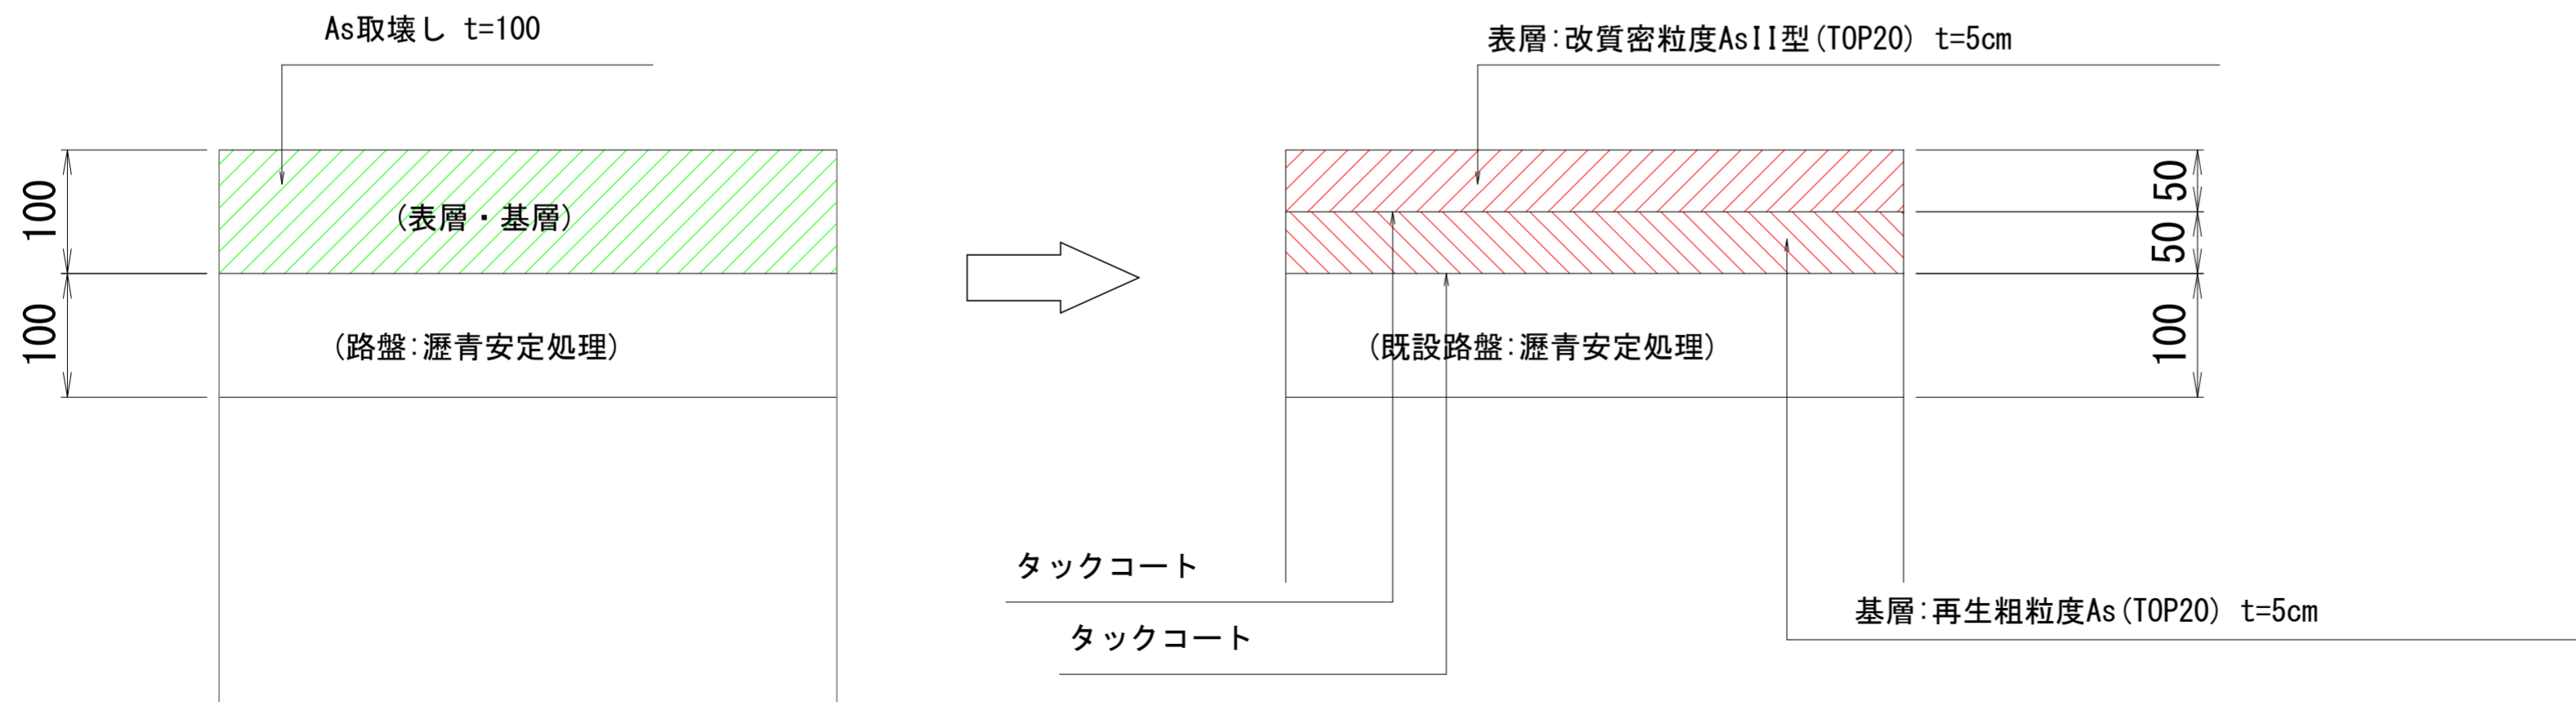 As取壊し t=100
表層:改質密粒度AsII型(TOP20) t=5cm
100
(表層・基層)
50
50
100
(路盤:瀝青安定処理)
(既設路盤:瀝青安定処理)
100
タックコート
タックコート
基層:再生粗粒度As(TOP20) t=5cm